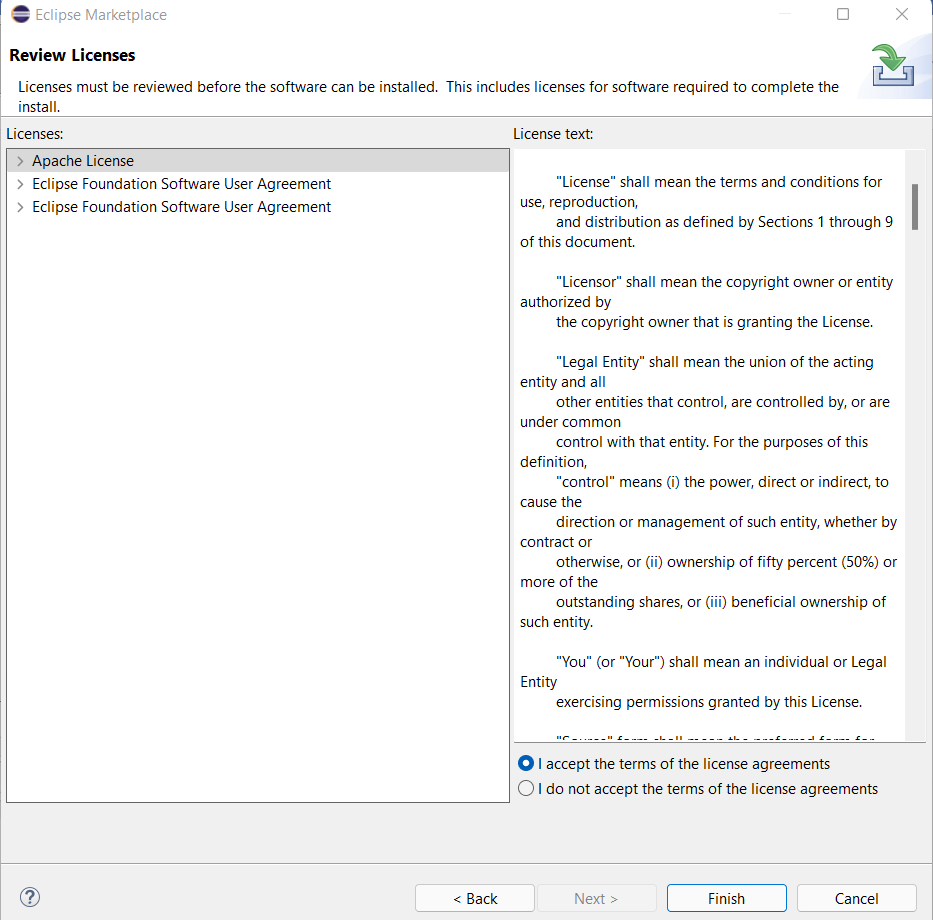 Eclipse Marketplace
Review Licenses
Licenses must be reviewed before the software can be installed.  This includes licenses for software required to complete the
install.
Licenses:
Apache License
Eclipse Foundation Software User Agreement
Eclipse Foundation Software User Agreement
License text:
"License" shall mean the terms and conditions for
use, reproduction,
and distribution as defined by Sections 1 through 9
of this document.
"Licensor" shall mean the copyright owner or entity
authorized by
the copyright owner that is granting the License.
"Legal Entity" shall mean the union of the acting
entity and all
other entities that control, are controlled by, or are
under common
control with that entity. For the purposes of this
definition,
"control" means (i) the power, direct or indirect, to
cause the
direction or management of such entity, whether by
contract or
otherwise, or (ii) ownership of fifty percent (50%) or
more of the
outstanding shares, or (iii) beneficial ownership of
such entity.
"You" (or "Your") shall mean an individual or Legal
Entity
exercising permissions granted by this License.
"Source" form shall mean the preferred form for
I accept the terms of the license agreements
I do not accept the terms of the license agreements
?
< Back
Next >
Finish
Cancel